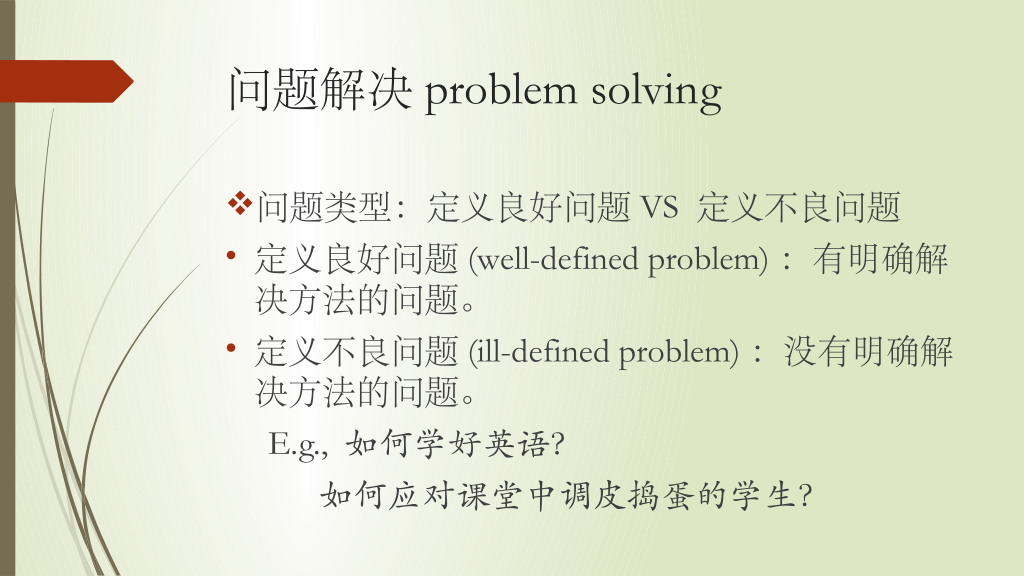 问题解决 problem solving
问题类型：定义良好问题 VS 定义不良问题
定义良好问题 (well-defined problem)：有明确解
决方法的问题。
定义不良问题 (ill-defined problem)：没有明确解
决方法的问题。
E.g., 如何学好英语?
如何应对课堂中调皮捣蛋的学生?